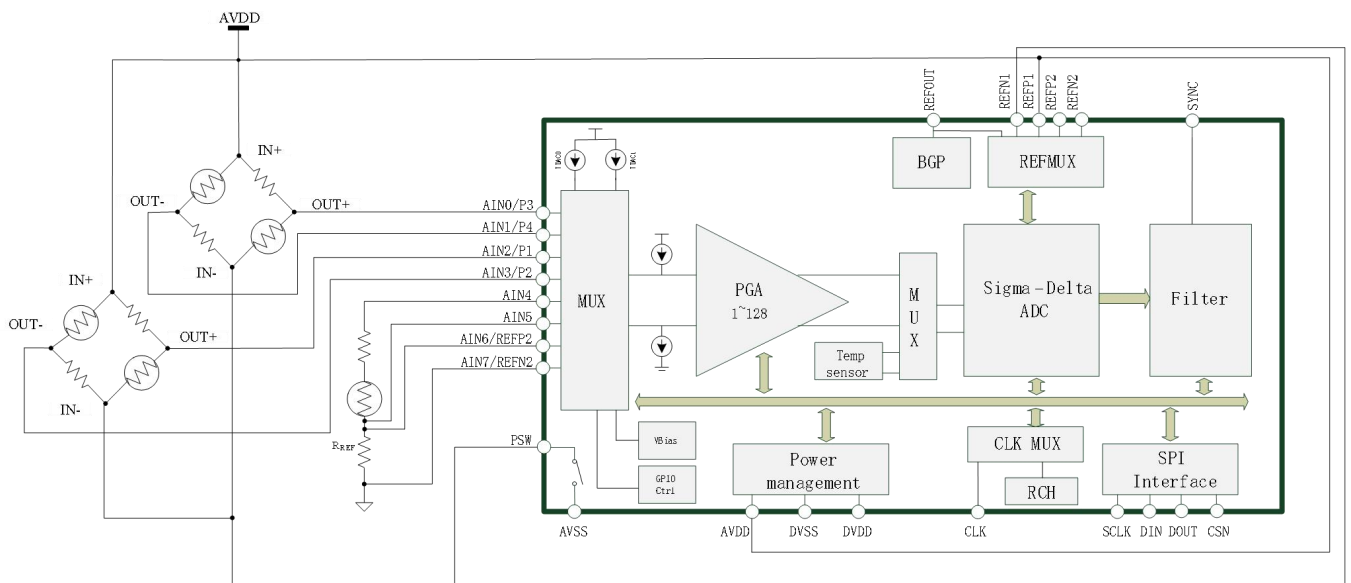 AVDD
REFOUT
REFN1
REFP1
REFP2
REFN2
SYNC
IN+
OUT-
OUT+
IN-
IN+
OUT-
OUT+
IN-
AIN0/P3
AIN1/P4
AIN2/P1
AIN3/P2
AIN4
AIN5
AIN6/REFP2
AIN7/REFN2
RREF
PSW
IDAC0
IDAC1
BGP
REFMUX
MUX
PGA
1~128
MUX
Temp
sensor
Sigma-Delta
ADC
Filter
VBias
GPIO
Ctrl
Power
management
CLK MUX
RCH
SPI
Interface
AVSS
AVDD
DVSS
DVDD
CLK
SCLK
DIN
DOUT
CSN